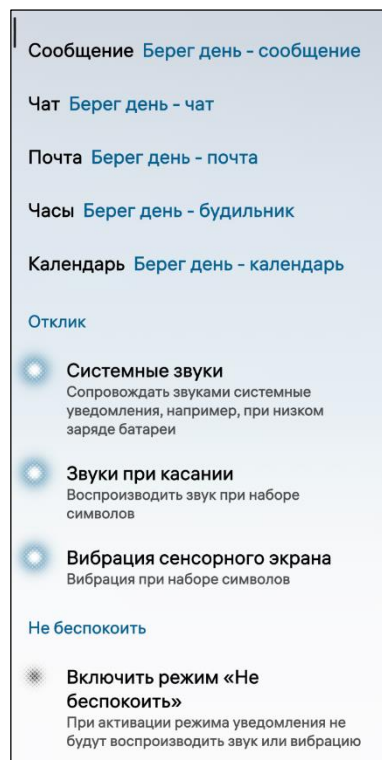 Сообщение Берег день - сообщение
Чат Берег день - чат
Почта Берег день - почта
Часы Берег день - будильник
Календарь Берег день - календарь
Отклик
Системные звуки
Сопровождать звуками системные
уведомления, например, при низком
заряде батареи
Звуки при касании
Воспроизводить звук при наборе
символов
Вибрация сенсорного экрана
Вибрация при наборе символов
Не беспокоить
Включить режим «Не
беспокоить»
При активации режима уведомления не
будут воспроизводить звук или вибрацию